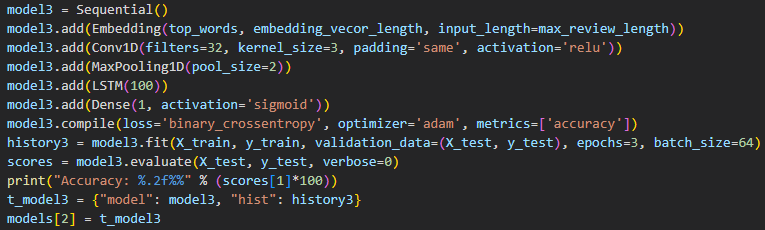 model3 = Sequential()
model3.add(Embedding(top_words, embedding_vecor_length, input_length=max_review_length))
model3.add(Conv1D(filters=32, kernel_size=3, padding='same', activation='relu'))
model3.add(MaxPooling1D(pool_size=2))
model3.add(LSTM(100))
model3.add(Dense(1, activation='sigmoid'))
model3.compile(loss='binary_crossentropy', optimizer='adam', metrics=['accuracy'])
history3 = model3.fit(X_train, y_train, validation_data=(X_test, y_test), epochs=3, batch_size=64)
scores = model3.evaluate(X_test, y_test, verbose=0)
print("Accuracy: %.2f%%" % (scores[1]*100))
t_model3 = {"model": model3, "hist": history3}
models[2] = t_model3